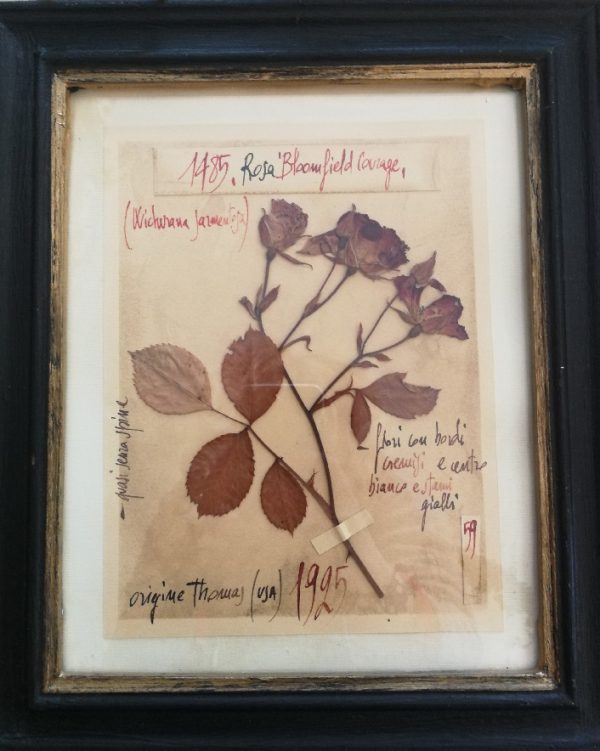 1485. Rosa 'Bloomfield Courage,
(Wichurana sarmentosa)
- quasi senza spine
fiori con bordi
cremisi e centro
bianco e stami
gialli
59
origine Thomas (USA) 1925